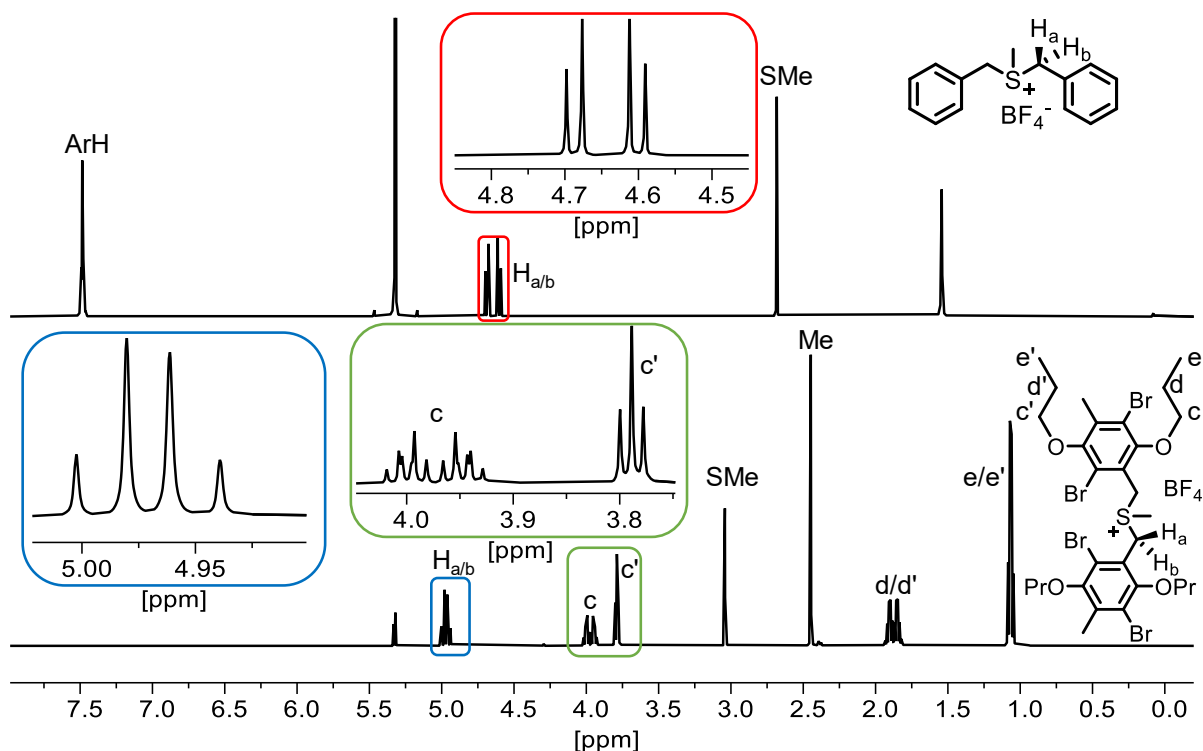 Ha
Hb
S
+
BF4-
SMe
ArH
4.8 4.7 4.6 4.5
[ppm]
Ha/b
Me
c'
c
4.0 3.9 3.8
[ppm]
5.00 4.95
[ppm]
SMe
Ha/b
c c'
d/d'
e/e'
e' e
d' d
c' Br c
O O
Br
BF4
S
+
Ha
Br Hb
PrO OPr
Br
7.5 7.0 6.5 6.0 5.5 5.0 4.5 4.0 3.5 3.0 2.5 2.0 1.5 1.0 0.5 0.0
[ppm]